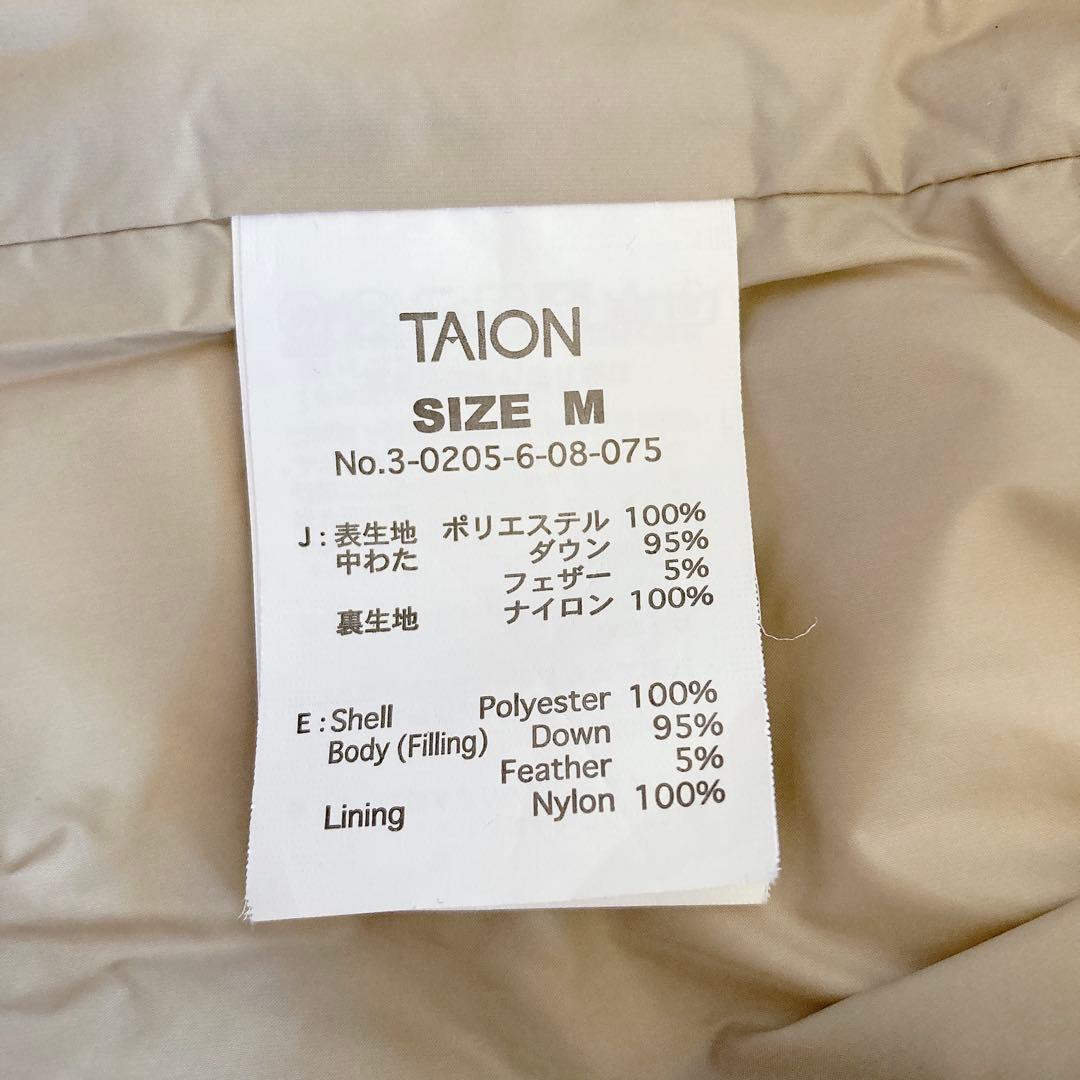 TAION
SIZE M
No.3-0205-6-08-075
J : 表生地 ポリエステル 100%
中わた ダウン 95%
フェザー 5%
裏生地 ナイロン 100%
E : Shell Polyester 100%
Body (Filling) Down 95%
Feather 5%
Lining Nylon 100%